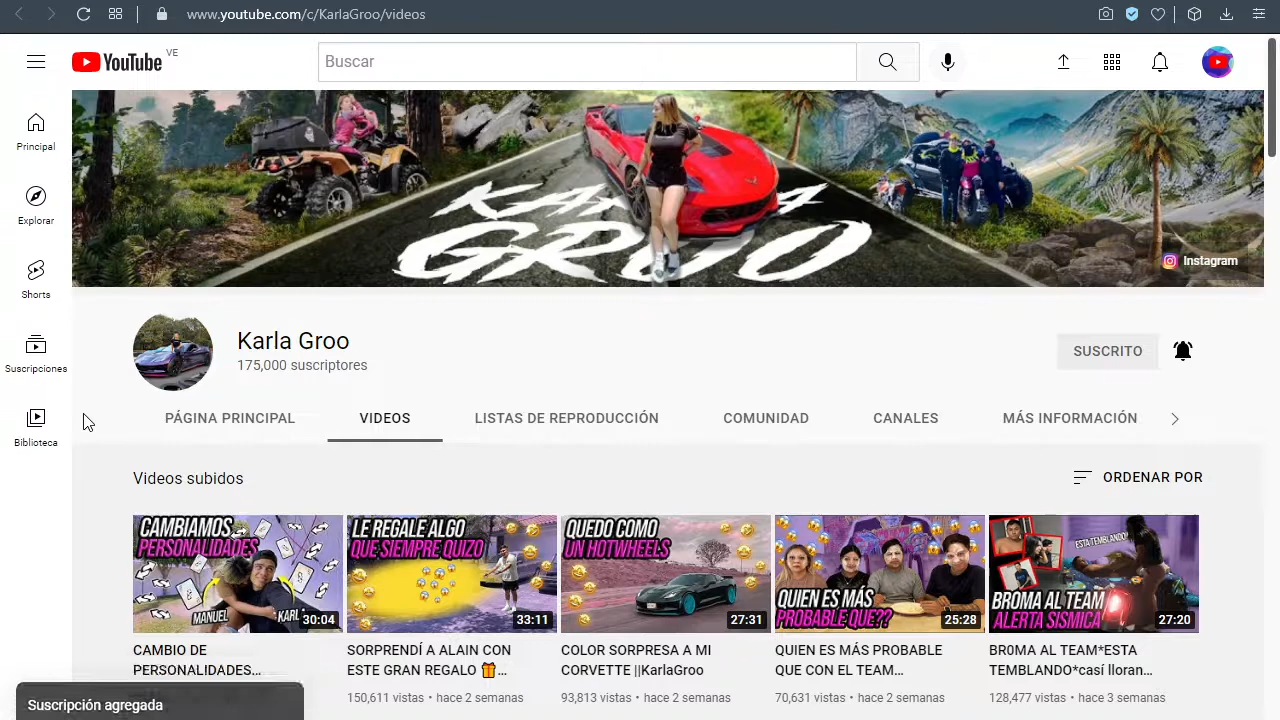 www.youtube.com/c/KarlaGroo/videos
YouTube VE
Buscar
KARLA
GROO
Instagram
Principal
Explorar
Shorts
Suscripciones
Biblioteca
Karla Groo
175,000 suscriptores
SUSCRITO
PÁGINA PRINCIPAL VIDEOS LISTAS DE REPRODUCCIÓN COMUNIDAD CANALES MÁS INFORMACIÓN
Videos subidos
ORDENAR POR
CAMBIAMOS
PERSONALIDADES
MANUEL
KARL
30:04
CAMBIO DE
PERSONALIDADES…
LE REGALE ALGO
QUE SIEMPRE QUIZO
33:11
SORPRENDÍ A ALAIN CON
ESTE GRAN REGALO 🎁…
150,611 vistas • hace 2 semanas
QUEDO COMO
UN HOTWHEELS
27:31
COLOR SORPRESA A MI
CORVETTE ||KarlaGroo
93,813 vistas • hace 2 semanas
QUIEN ES MÁS
PROBABLE QUE??
25:28
QUIEN ES MÁS PROBABLE
QUE CON EL TEAM…
70,631 vistas • hace 2 semanas
ESTA TEMBLANDO!
BROMA AL TEAM
ALERTA SISMICA
27:20
BR0MA AL TEAM*ESTA
TEMBLANDO*casí lloran…
128,477 vistas • hace 3 semanas
Suscripción agregada